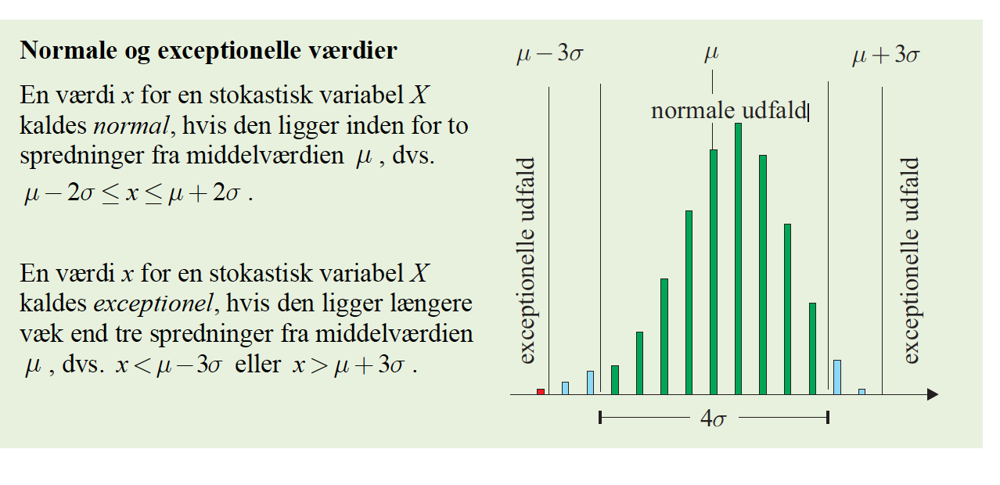 Normale og exceptionelle værdier
En værdi x for en stokastisk variabel X
kaldes normal, hvis den ligger inden for to
spredninger fra middelværdien μ , dvs.
μ − 2σ ≤ x ≤ μ + 2σ .
En værdi x for en stokastisk variabel X
kaldes exceptionel, hvis den ligger længere
væk end tre spredninger fra middelværdien
μ , dvs. x < μ − 3σ eller x > μ + 3σ .
μ − 3σ
μ
μ + 3σ
normale udfald
exceptionelle udfald
exceptionelle udfald
4σ